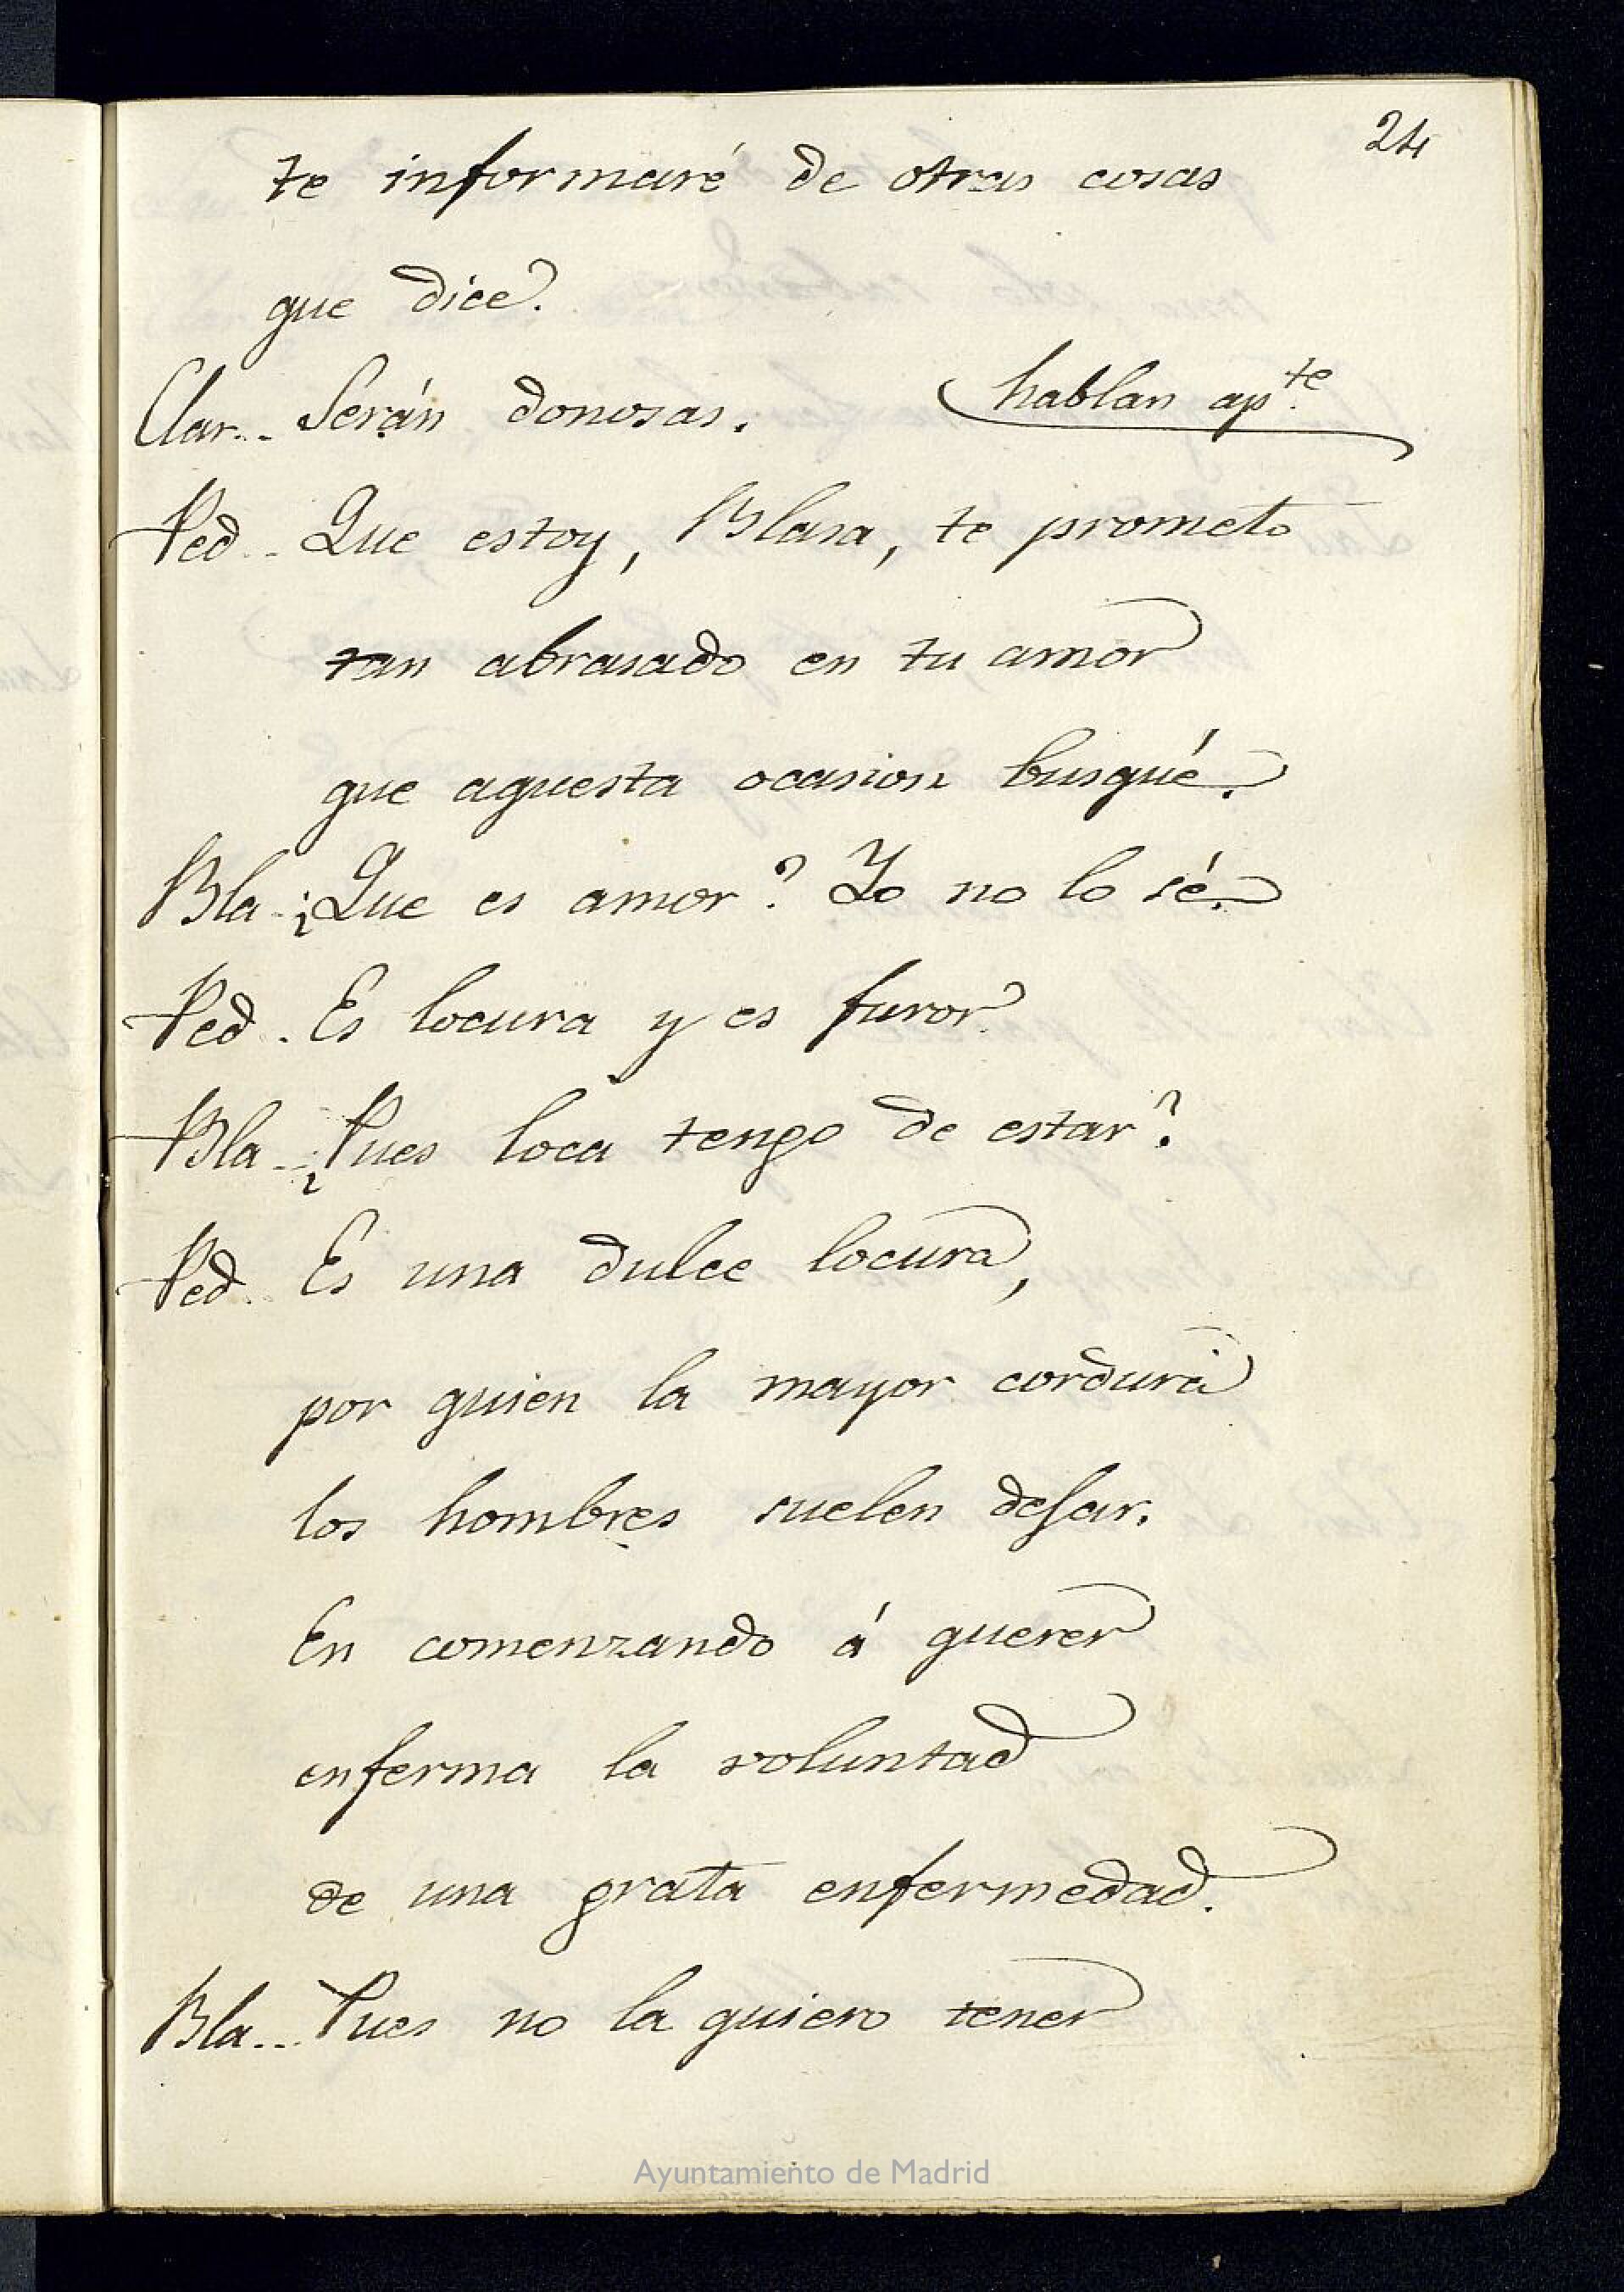 24
te informaré de otras cosas
que dice.
Clar... Serán donosas. hablan ap.te
Ped.. Que estoy, Blasa, te prometo
tan abrasado en tu amor
que aquesta ocasion busqué.
Bla..¿Que es amor? Yo no lo sé.
Ped. Es locura y es furor.
Bla..¿Pues loca tengo de estar?
Ped. Es una dulce locura,
por quien la mayor cordura
los hombres suelen dejar.
En comenzando á querer
enferma la voluntad
de una grata enfermedad.
Bla... Pues no la quiero tener
Ayuntamiento de Madrid